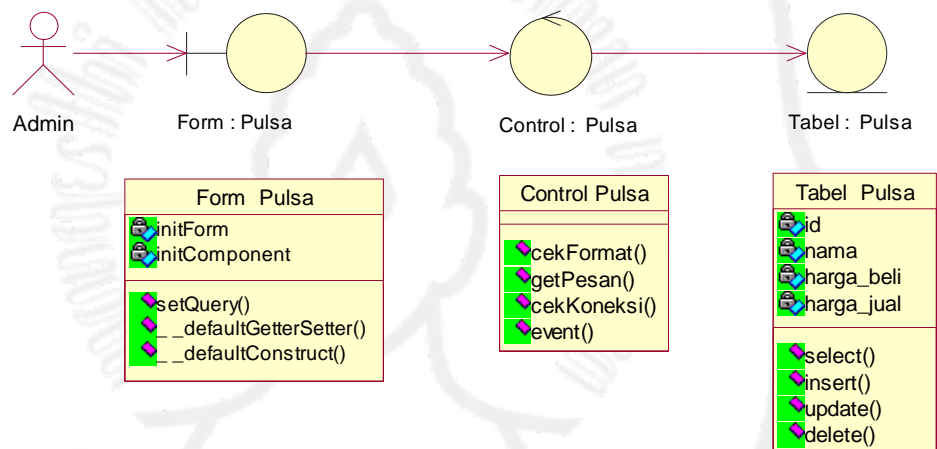 Admin
Form : Pulsa
Control : Pulsa
Tabel : Pulsa
Form Pulsa
initForm
initComponent
setQuery()
_ _defaultGetterSetter()
_ _defaultConstruct()
Control Pulsa
cekFormat()
getPesan()
cekKoneksi()
event()
Tabel Pulsa
id
nama
harga_beli
harga_jual
select()
insert()
update()
delete()